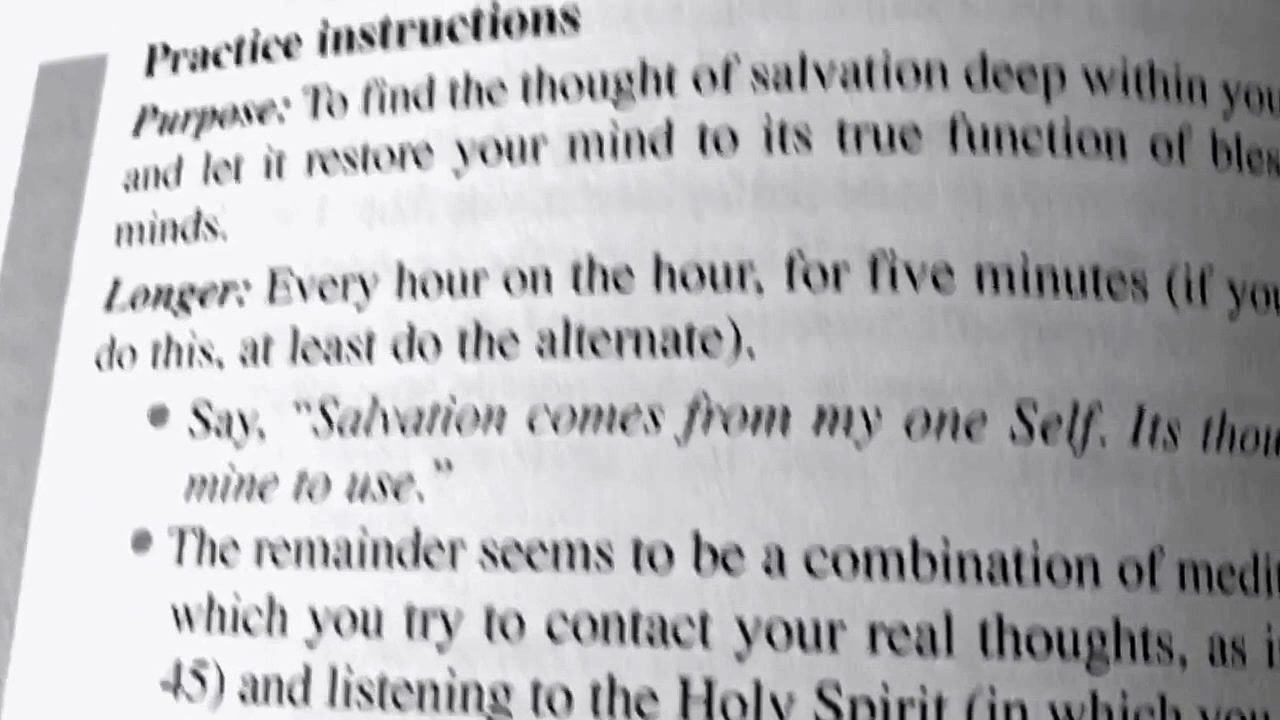 Practice instructions
Purpose: To find the thought of salvation deep within you
and let it restore your mind to its true function of
minds.
Longer: Every hour on the hour, for five minutes (if you
do this, at least do the alternate).
• Say, "Salvation comes from my one Self. Its
mine to use."
• The remainder seems to be a combination of
which you try to contact your real thoughts, as
45) and listening to the Holy Spirit (in which you